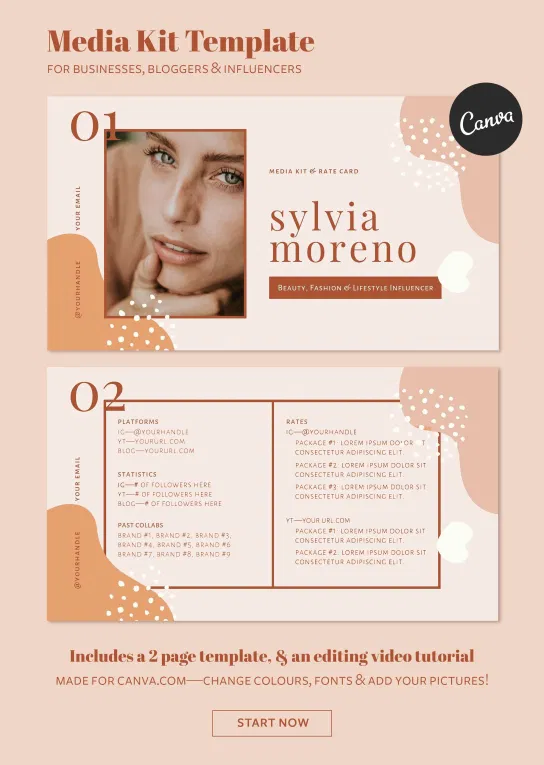 Media Kit Template
FOR BUSINESSES, BLOGGERS & INFLUENCERS
Canva
01
@YOURHANDLE YOUR EMAIL
MEDIA KIT & RATE CARD
sylvia
moreno
Beauty, Fashion & Lifestyle Influencer
02
@YOURHANDLE YOUR EMAIL
PLATFORMS
IG—@YOURHANDLE
YT—YOURURL.COM
BLOG—YOURURL.COM
STATISTICS
IG—# OF FOLLOWERS HERE
YT—# OF FOLLOWERS HERE
BLOG—# OF FOLLOWERS HERE
PAST COLLABS
BRAND #1, BRAND #2, BRAND #3,
BRAND #4, BRAND #5, BRAND #6
BRAND #7, BRAND #8, BRAND #9
RATES
IG—@YOURHANDLE
PACKAGE #1: LOREM IPSUM DOLOR SIT
CONSECTETUR ADIPISCING ELIT.
PACKAGE #2: LOREM IPSUM DOLOR SIT
CONSECTETUR ADIPISCING ELIT.
PACKAGE #3: LOREM IPSUM DOLOR SIT
CONSECTETUR ADIPISCING ELIT.
YT—YOUR URL.COM
PACKAGE #1: LOREM IPSUM DOLOR SIT
CONSECTETUR ADIPISCING ELIT.
PACKAGE #2: LOREM IPSUM DOLOR SIT
CONSECTETUR ADIPISCING ELIT.
Includes a 2 page template, & an editing video tutorial
MADE FOR CANVA.COM—CHANGE COLOURS, FONTS & ADD YOUR PICTURES!
START NOW